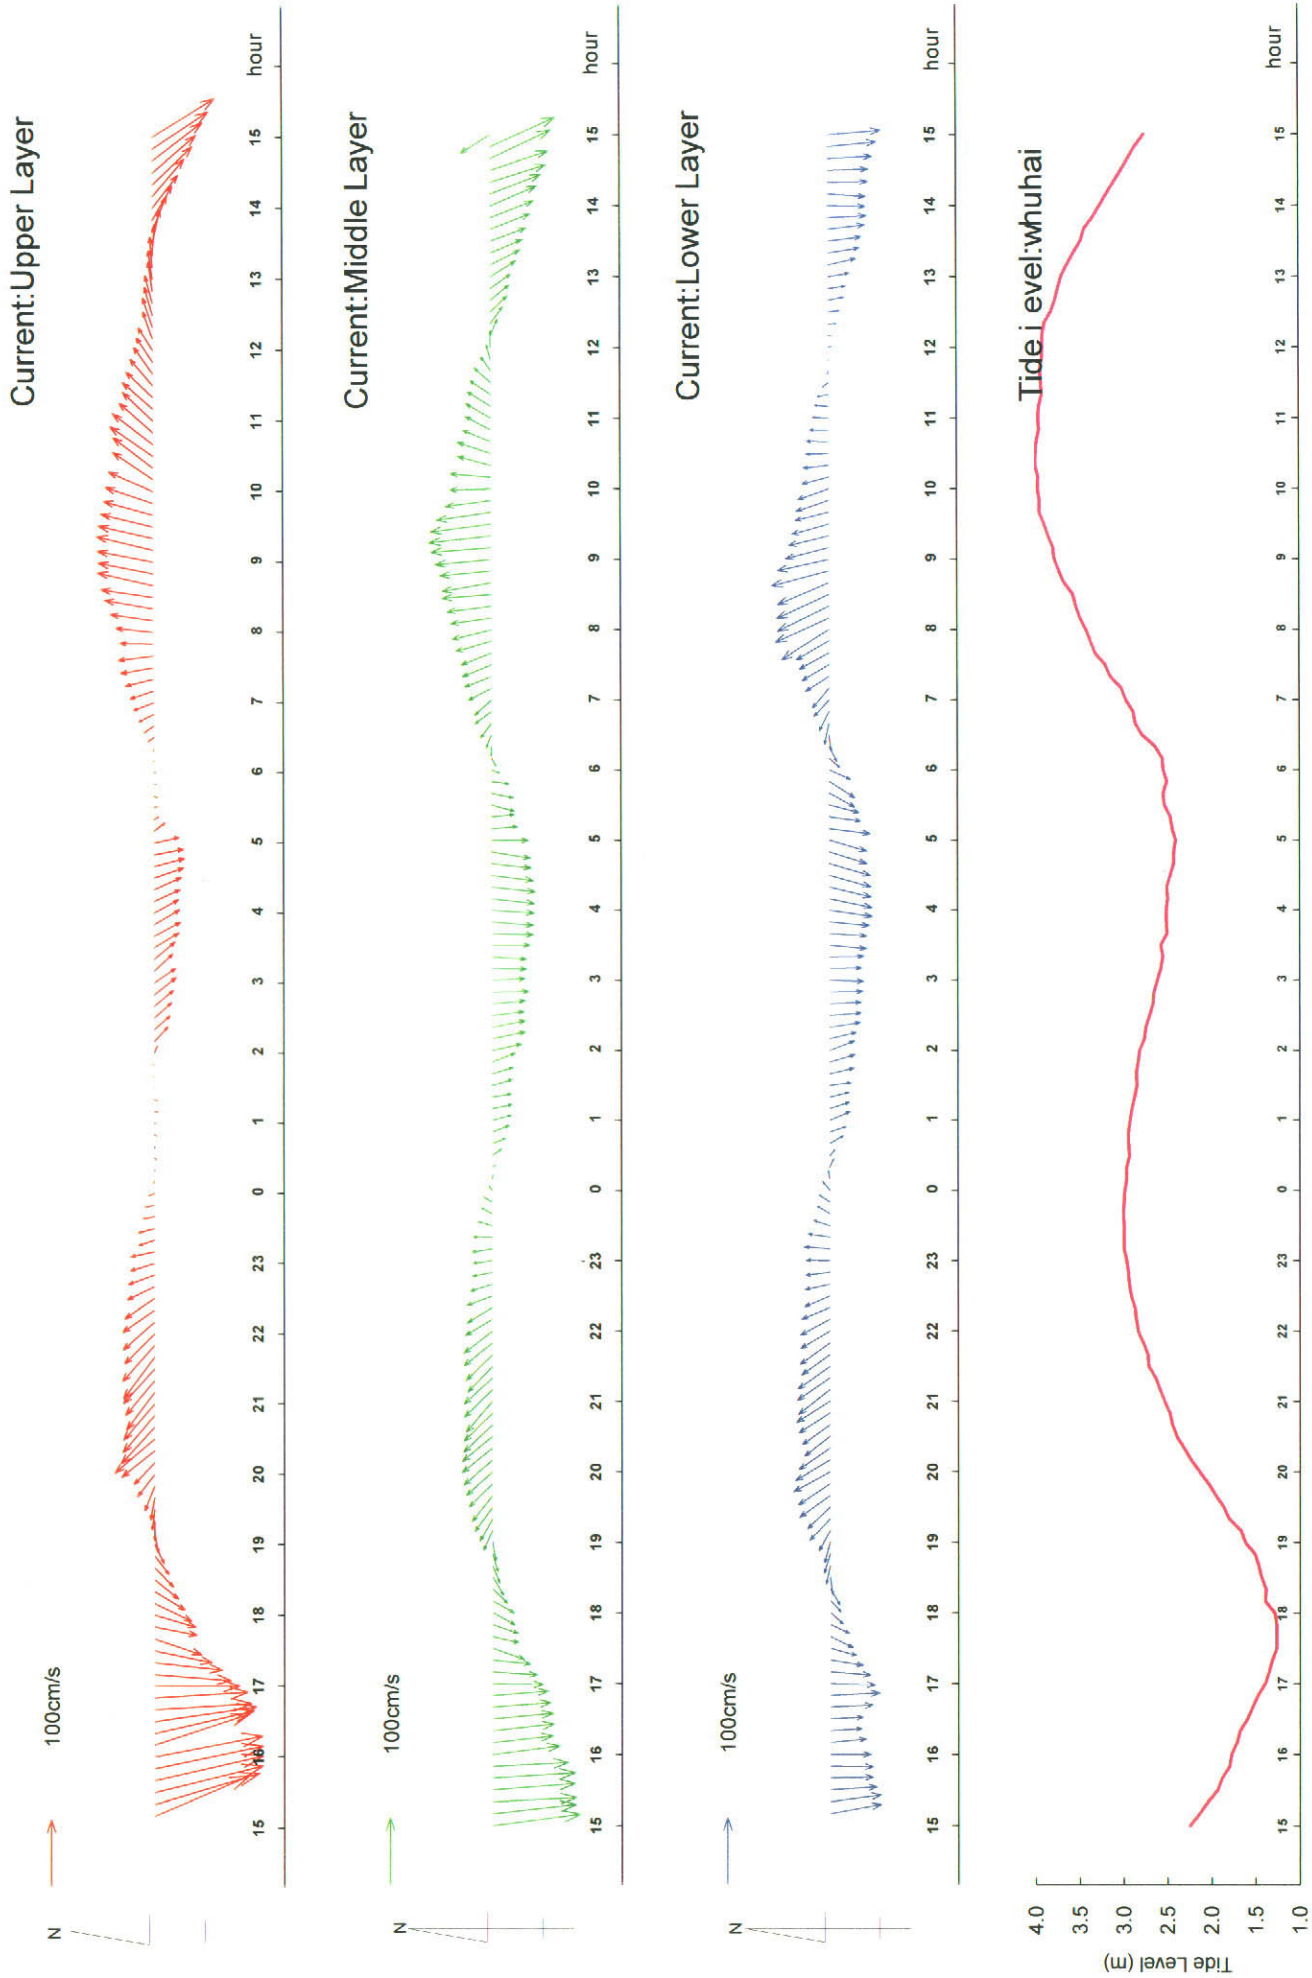 Current:Upper Layer
N
100cm/s
15 16 17 18 19 20 21 22 23 0 1 2 3 4 5 6 7 8 9 10 11 12 13 14 15 hour
Current:Middle Layer
N
100cm/s
15 16 17 18 19 20 21 22 23 0 1 2 3 4 5 6 7 8 9 10 11 12 13 14 15 hour
Current:Lower Layer
N
100cm/s
15 16 17 18 19 20 21 22 23 0 1 2 3 4 5 6 7 8 9 10 11 12 13 14 15 hour
Tide i evel:whuhai
Tide Level (m)
4.0
3.5
3.0
2.5
2.0
1.5
1.0
15 16 17 18 19 20 21 22 23 0 1 2 3 4 5 6 7 8 9 10 11 12 13 14 15 hour